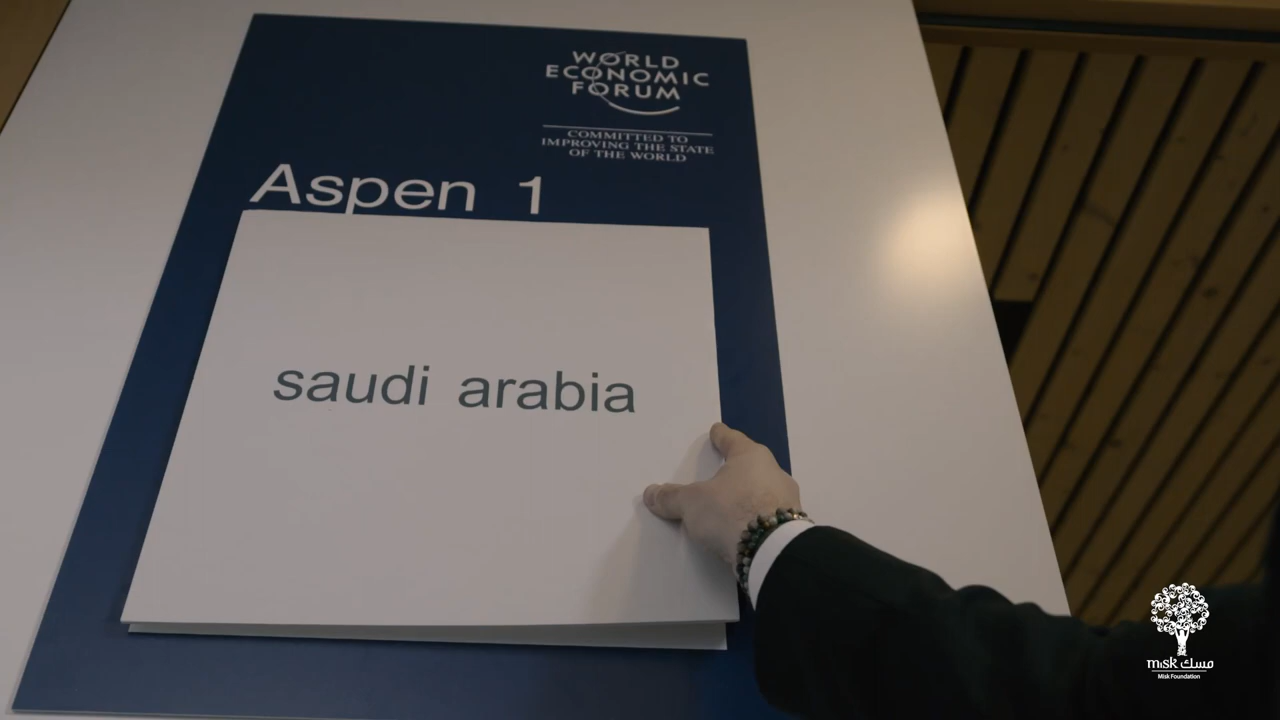 WORLD
ECONOMIC
FORUM
COMMITTED TO
IMPROVING THE STATE
OF THE WORLD
Aspen 1
saudi arabia
misk مسك
Misk Foundation